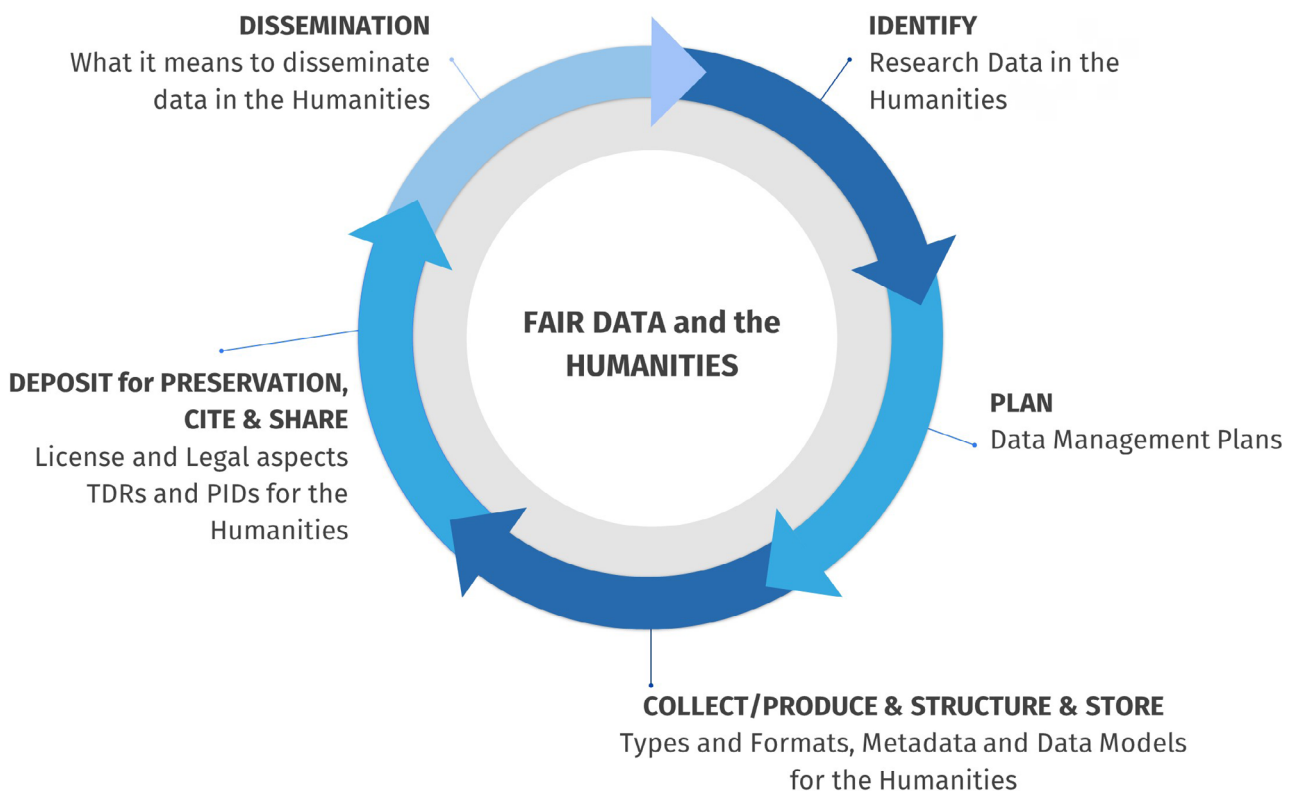 DISSEMINATION
What it means to disseminate
data in the Humanities
IDENTIFY
Research Data in the
Humanities
FAIR DATA and the
HUMANITIES
PLAN
Data Management Plans
DEPOSIT for PRESERVATION,
CITE & SHARE
License and Legal aspects
TDRs and PIDs for the
Humanities
COLLECT/PRODUCE & STRUCTURE & STORE
Types and Formats, Metadata and Data Models
for the Humanities